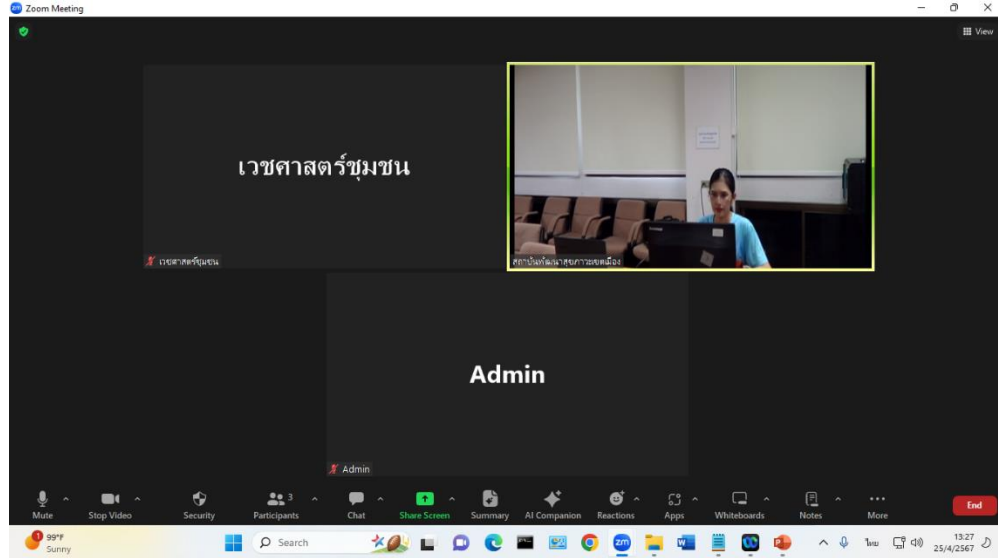 Zoom Meeting
View
เวชศาสตร์ชุมชน
เวชศาสตร์ชุมชน
สถาบันพัฒนาสุขภาวะเขตเมือง
Admin
Admin
Mute
Stop Video
Security
Participants
3
Chat
Share Screen
Summary
AI Companion
Reactions
Apps
Whiteboards
Notes
More
End
1
99°F
Sunny
Search
zm
ไทย
13:27
25/4/2567